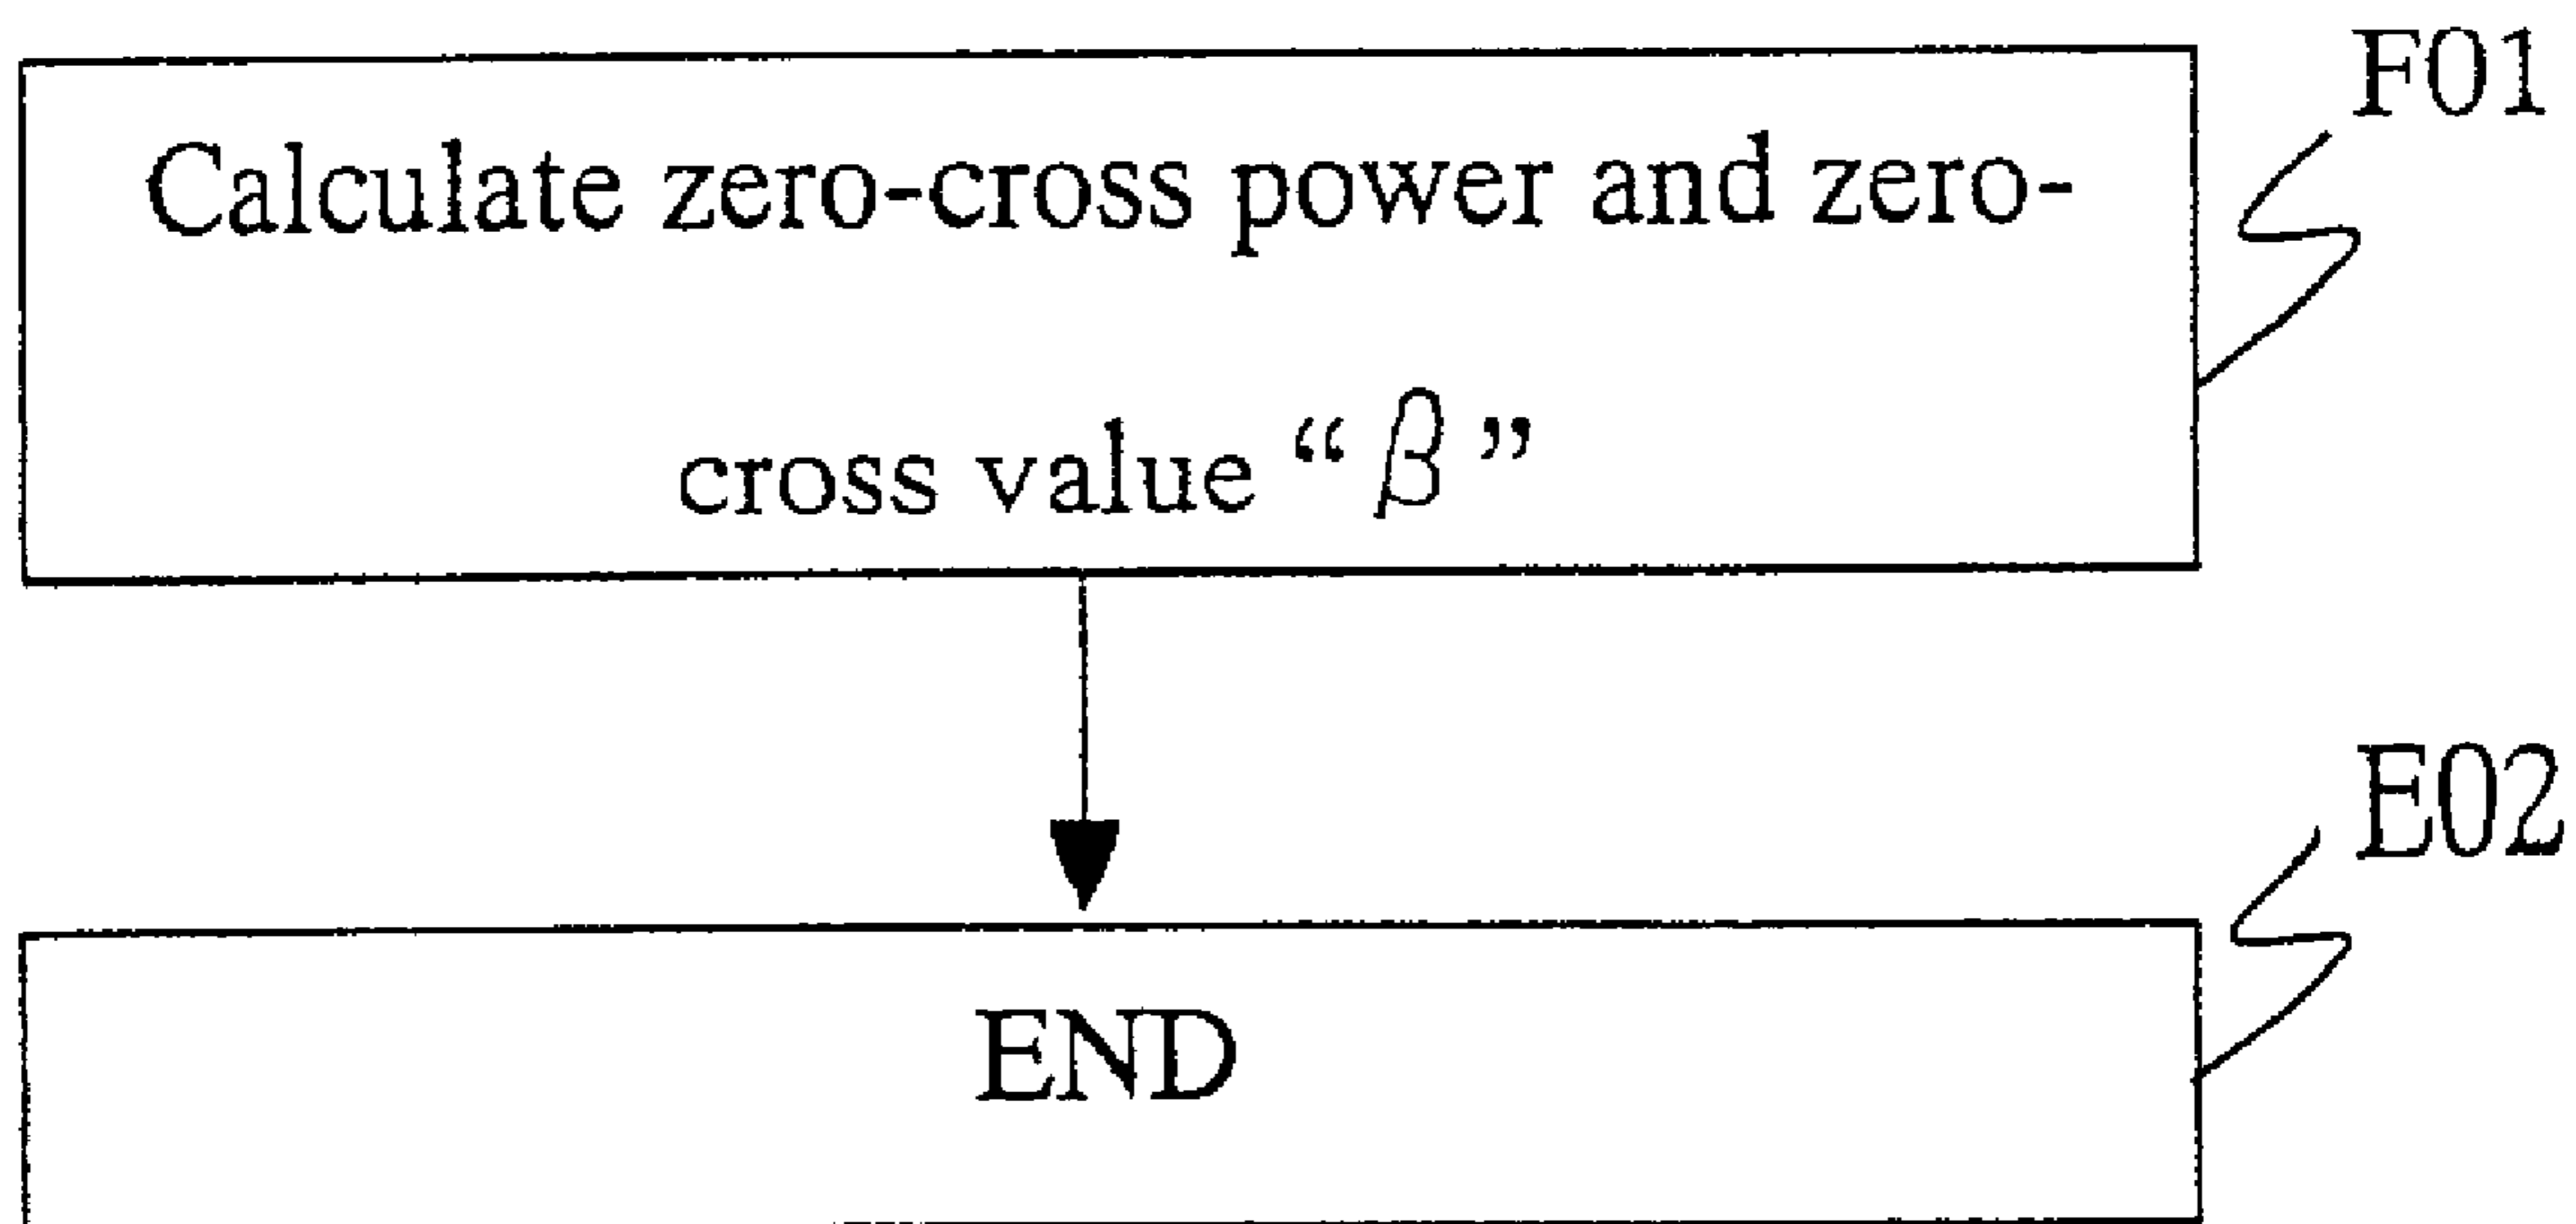 F01
Calculate zero-cross power and zero-
cross value “β”
E02
END